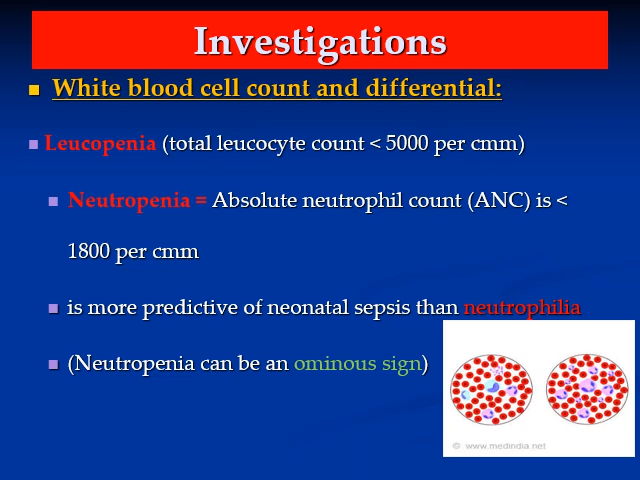 Investigations
White blood cell count and differential:
Leucopenia (total leucocyte count < 5000 per cmm)
Neutropenia = Absolute neutrophil count (ANC) is <
1800 per cmm
is more predictive of neonatal sepsis than neutrophilia
(Neutropenia can be an ominous sign)
© www.medindia.net